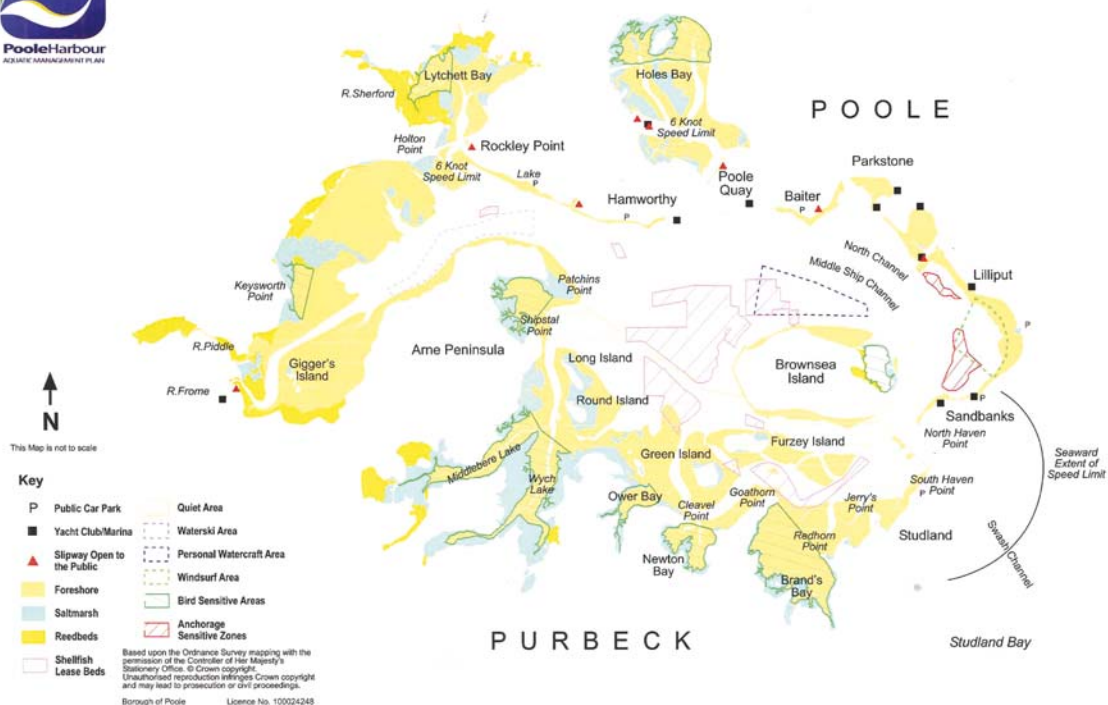 PooleHarbour
AQUATIC MANAGEMENT PLAN
Lytchett Bay
R.Sherford
Holes Bay
POOLE
Holton
Point
Rockley Point
6 Knot
Speed Limit
6 Knot
Speed Limit
Lake
P
Hamworthy
P
Poole
Quay
Parkstone
Baiter
P
North Channel
Middle Ship Channel
Lilliput
P
Keysworth
Point
Patchins
Point
Shipstal
Point
R.Piddle
Gigger's
Island
Arne Peninsula
Long Island
Brownsea
Island
R.Frome
Round Island
P
Sandbanks
North Haven
Point
N
This Map is not to scale
Middlebere Lake
Wych
Lake
Green Island
Furzey Island
Seaward
Extent of
Speed Limit
Ower Bay
Cleavel
Point
Goathorn
Point
Jerry's
Point
South Haven
P Point
Redhorn
Point
Studland
Newton
Bay
Brand's
Bay
Swash Channel
PURBECK
Studland Bay
Key
P Public Car Park
Yacht Club/Marina
Slipway Open to
the Public
Foreshore
Saltmarsh
Reedbeds
Shellfish
Lease Beds
Quiet Area
Waterski Area
Personal Watercraft Area
Windsurf Area
Bird Sensitive Areas
Anchorage
Sensitive Zones
Based upon the Ordnance Survey mapping with the
permission of the Controller of Her Majesty's
Stationery Office. © Crown copyright.
Unauthorised reproduction infringes Crown copyright
and may lead to prosecution or civil proceedings.
Borough of Poole Licence No. 100024248